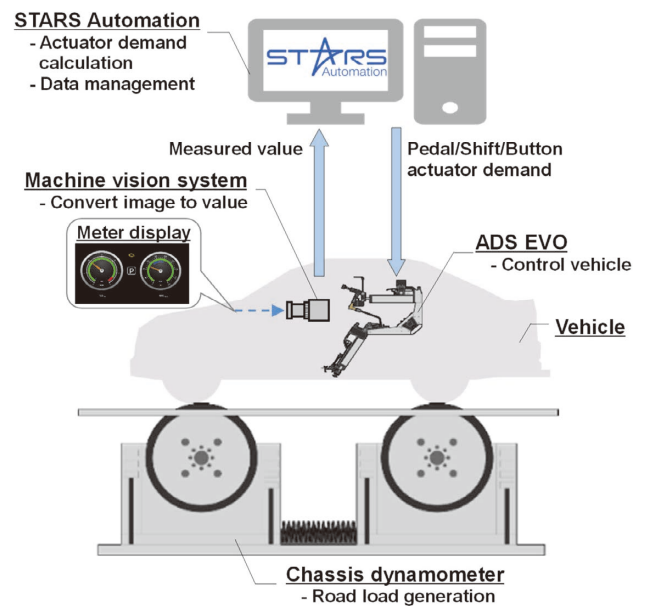 STARS Automation
- Actuator demand
calculation
- Data management
STARS
Automation
Measured value
Pedal/Shift/Button
actuator demand
Machine vision system
- Convert image to value
Meter display
P
ADS EVO
- Control vehicle
Vehicle
Chassis dynamometer
- Road load generation